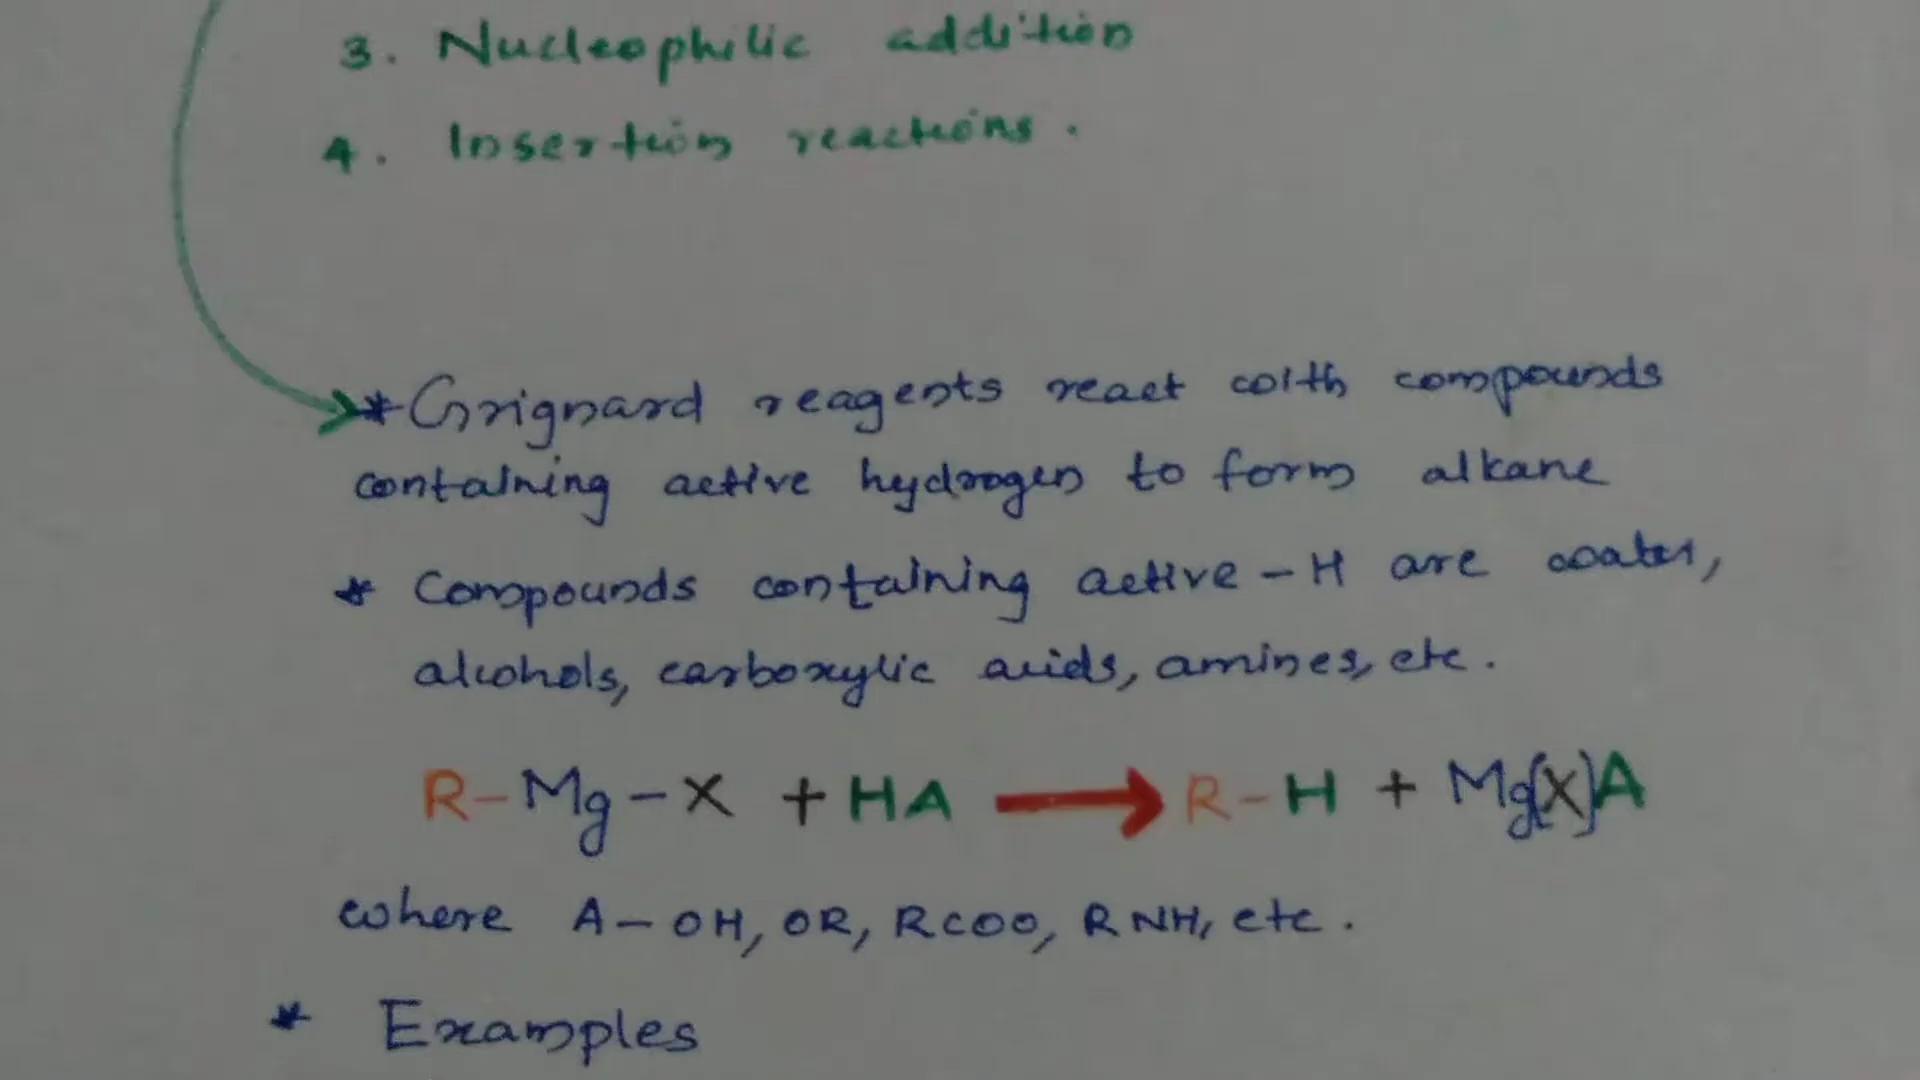 3. Nucleophilic addition
4. Insertion reactions.
* Grignard reagents react with compounds
containing active hydrogen to form alkane
* Compounds containing active-H are water,
alcohols, carboxylic acids, amines, etc.
R-Mg-X + HA → R-H + Mg(X)A
where A-OH, OR, RCOO, RNH, etc.
* Examples